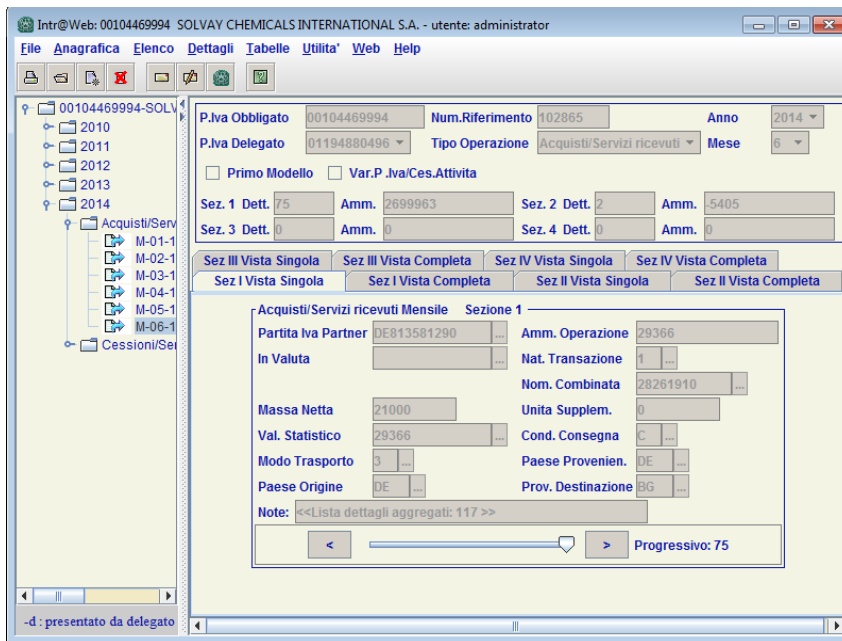 Intr@Web: 00104469994 SOLVAY CHEMICALS INTERNATIONAL S.A. - utente: administrator
File Anagrafica Elenco Dettagli Tabelle Utilita' Web Help
00104469994-SOLV
2010
2011
2012
2013
2014
Acquisti/Serv
M-01-1
M-02-1
M-03-1
M-04-1
M-05-1
M-06-1
Cessioni/Ser
-d : presentato da delegato
P.Iva Obbligato 00104469994 Num.Riferimento 102865 Anno 2014
P.Iva Delegato 01194880496 Tipo Operazione Acquisti/Servizi ricevuti Mese 6
Primo Modello Var.P .Iva/Ces.Attivita
Sez. 1 Dett. 75 Amm. 2699963 Sez. 2 Dett. 2 Amm. -5405
Sez. 3 Dett. 0 Amm. 0 Sez. 4 Dett. 0 Amm. 0
Sez III Vista Singola Sez III Vista Completa Sez IV Vista Singola Sez IV Vista Completa
Sez I Vista Singola Sez I Vista Completa Sez II Vista Singola Sez II Vista Completa
Acquisti/Servizi ricevuti Mensile Sezione 1
Partita Iva Partner DE813581290 ... Amm. Operazione 29366
In Valuta ... Nat. Transazione 1 ...
Nom. Combinata 28261910 ...
Massa Netta 21000 Unita Supplem. 0
Val. Statistico 29366 ... Cond. Consegna C ...
Modo Trasporto 3 ... Paese Provenien. DE ...
Paese Origine DE ... Prov. Destinazione BG ...
Note: <<Lista dettagli aggregati: 117 >>
< > Progressivo: 75